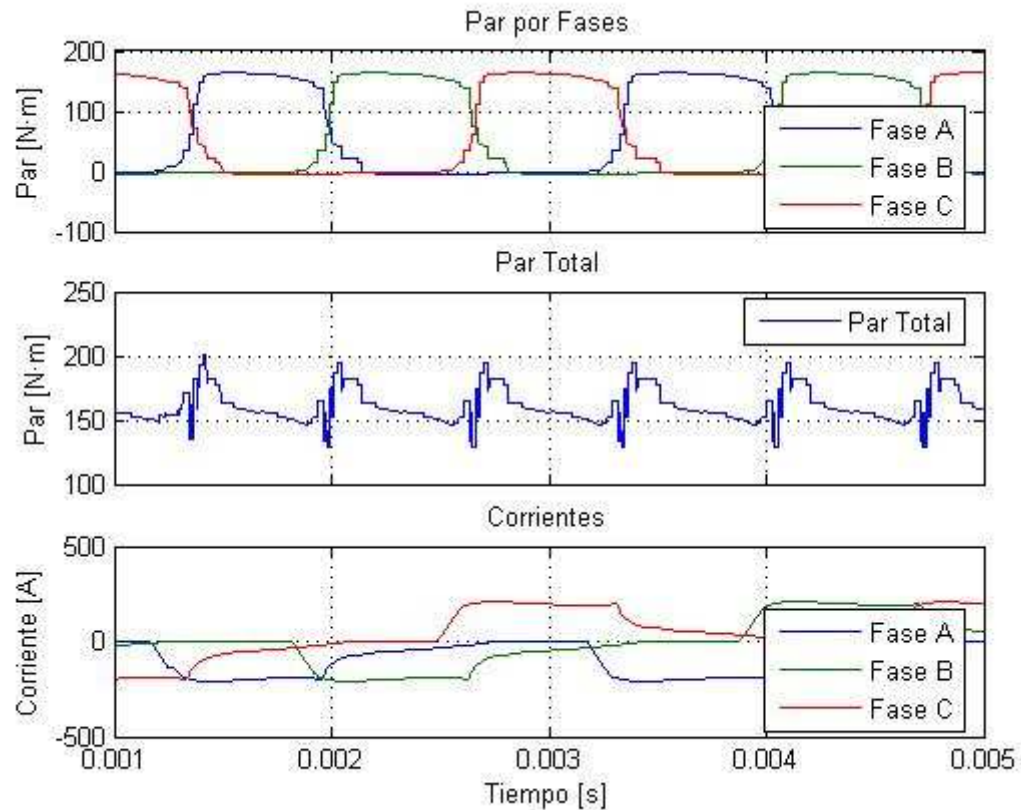 Par por Fases
Par [N·m]
200
100
0
-100
Fase A
Fase B
Fase C
Par Total
Par [N·m]
250
200
150
100
Par Total
Corrientes
Corriente [A]
500
0
-500
Fase A
Fase B
Fase C
0.001 0.002 0.003 0.004 0.005
Tiempo [s]